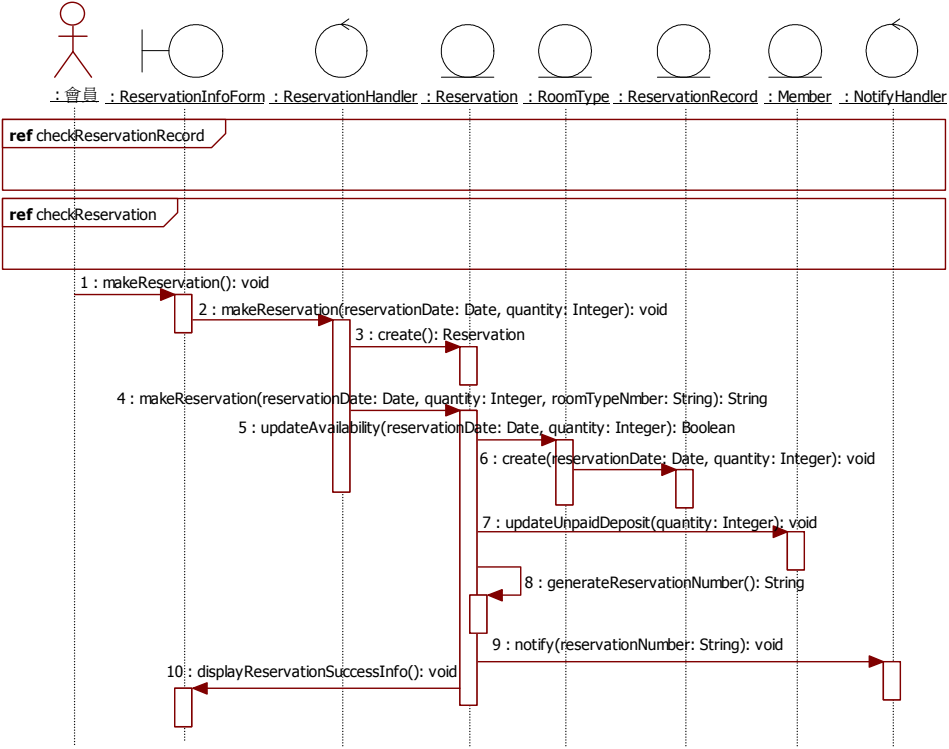 : 會員
: ReservationInfoForm
: ReservationHandler
: Reservation
: RoomType
: ReservationRecord
: Member
: NotifyHandler
ref checkReservationRecord
ref checkReservation
1 : makeReservation(): void
2 : makeReservation(reservationDate: Date, quantity: Integer): void
3 : create(): Reservation
4 : makeReservation(reservationDate: Date, quantity: Integer, roomTypeNmber: String): String
5 : updateAvailability(reservationDate: Date, quantity: Integer): Boolean
6 : create(reservationDate: Date, quantity: Integer): void
7 : updateUnpaidDeposit(quantity: Integer): void
8 : generateReservationNumber(): String
9 : notify(reservationNumber: String): void
10 : displayReservationSuccessInfo(): void